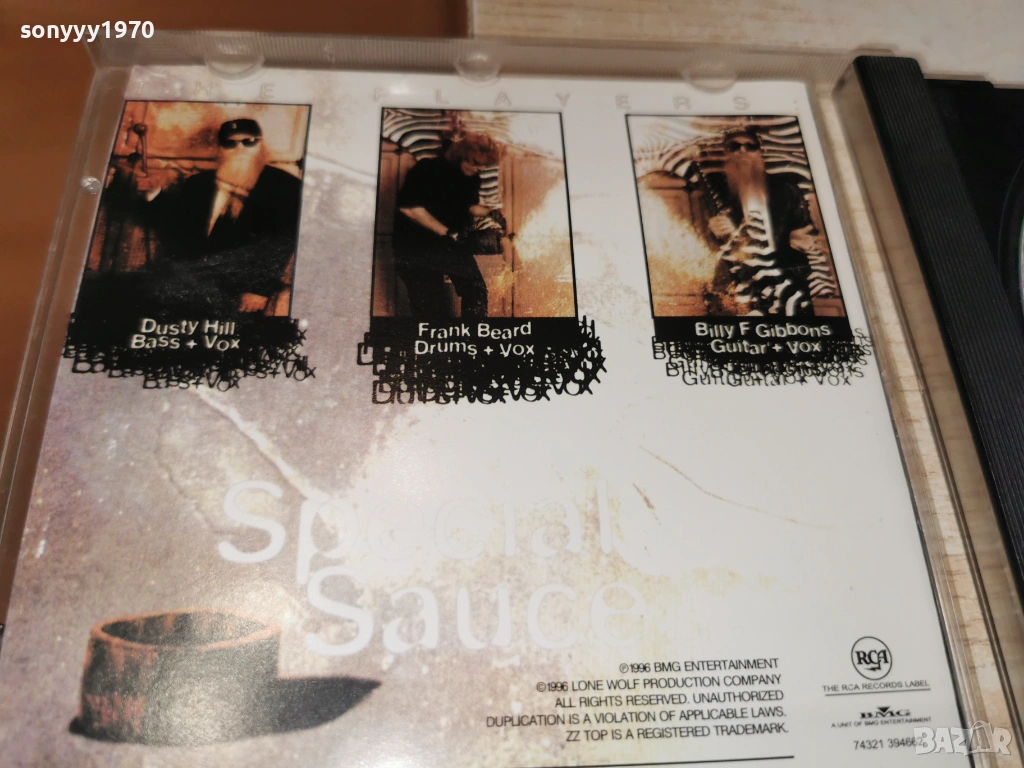 sonyyy1970
THE PLAYERS
Dusty Hill
Bass + Vox
Frank Beard
Drums + Vox
Billy F Gibbons
Guitar + Vox
Special
Sauce
℗1996 BMG ENTERTAINMENT
©1996 LONE WOLF PRODUCTION COMPANY
ALL RIGHTS RESERVED. UNAUTHORIZED
DUPLICATION IS A VIOLATION OF APPLICABLE LAWS.
ZZ TOP IS A REGISTERED TRADEMARK.
RCA
THE RCA RECORDS LABEL
BMG
A UNIT OF BMG ENTERTAINMENT
74321 394662
BAZAR